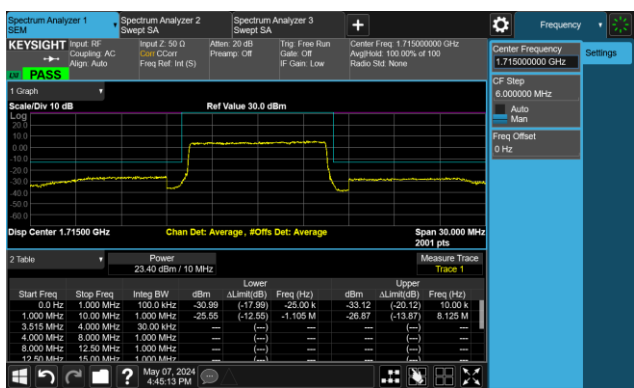 Spectrum Analyzer 1
SEM
Spectrum Analyzer 2
Swept SA
Spectrum Analyzer 3
Swept SA
+
Frequency
KEYSIGHT
Input: RF
Coupling: AC
Align: Auto
Input Z: 50 Ω
Corr CCorr
Freq Ref: Int (S)
Atten: 20 dB
Preamp: Off
Trig: Free Run
Gate: Off
IF Gain: Low
Center Freq: 1.715000000 GHz
Avg|Hold: 100.00% of 100
Radio Std: None
LXI
PASS
Center Frequency
1.715000000 GHz
Settings
CF Step
6.000000 MHz
Auto
Man
Freq Offset
0 Hz
1 Graph
Scale/Div 10 dB
Ref Value 30.0 dBm
Log
20.0
10.0
0.00
-10.0
-20.0
-30.0
-40.0
-50.0
-60.0
Disp Center 1.71500 GHz
Chan Det: Average, #Offs Det: Average
Span 30.000 MHz
2001 pts
2 Table
Power
23.40 dBm / 10 MHz
Measure Trace
Trace 1
Lower Upper
Start Freq Stop Freq Integ BW dBm ΔLimit(dB) Freq (Hz) dBm ΔLimit(dB) Freq (Hz)
0.0 Hz 1.000 MHz 100.0 kHz -30.99 (-17.99) -25.00 k -33.12 (-20.12) 10.00 k
1.000 MHz 10.00 MHz 1.000 MHz -25.55 (-12.55) -1.105 M -26.87 (-13.87) 8.125 M
3.515 MHz 4.000 MHz 30.00 kHz --- (---) --- --- (---) ---
4.000 MHz 8.000 MHz 1.000 MHz --- (---) --- --- (---) ---
8.000 MHz 12.50 MHz 1.000 MHz --- (---) --- --- (---) ---
12.50 MHz 15.00 MHz 1.000 MHz --- (---) --- --- (---) ---
?
May 07, 2024
4:45:13 PM